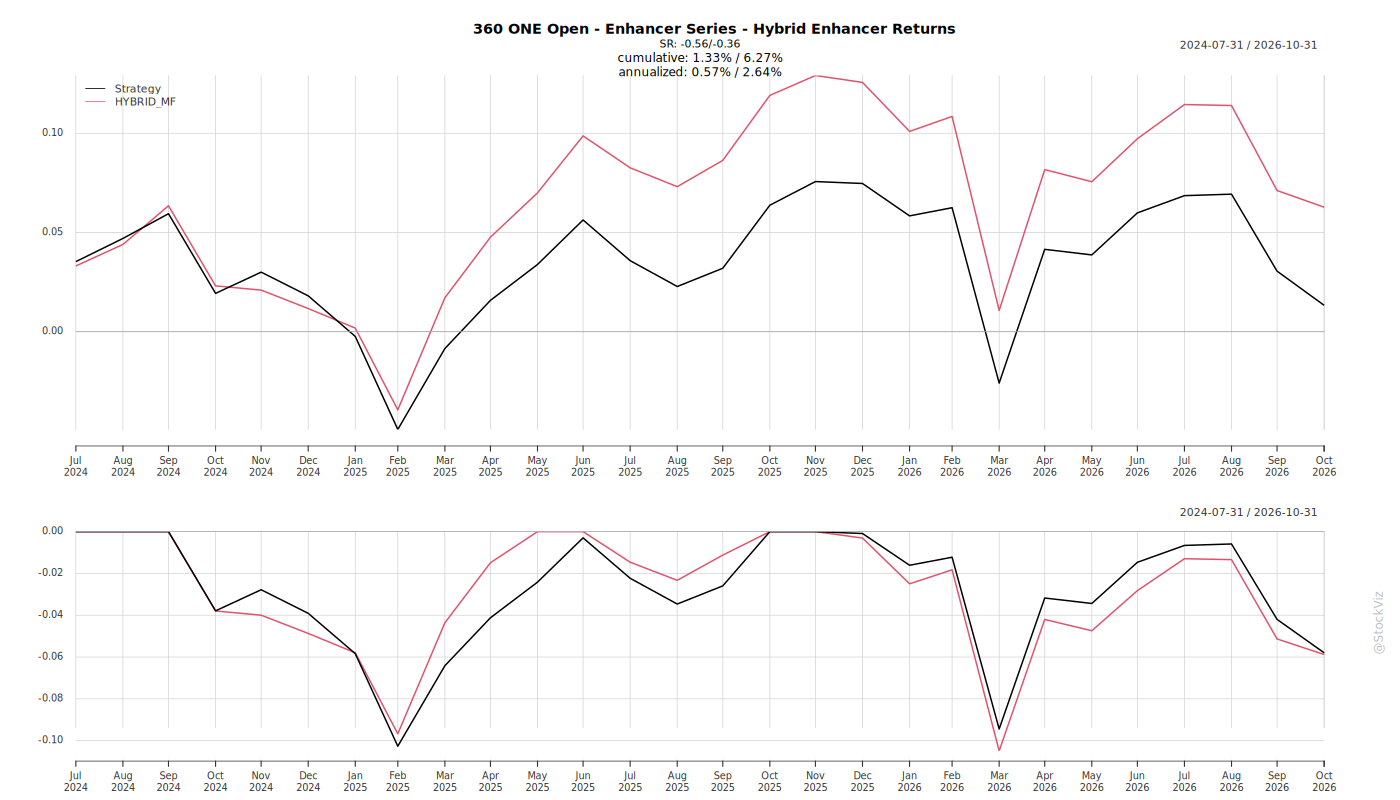 360 ONE Open - Enhancer Series - Hybrid Enhancer Returns
SR: -0.56/-0.36
cumulative: 1.33% / 6.27%
annualized: 0.57% / 2.64%
2024-07-31 / 2026-10-31
Strategy
HYBRID_MF
0.10
0.05
0.00
Jul Aug Sep Oct Nov Dec Jan Feb Mar Apr May Jun Jul Aug Sep Oct Nov Dec Jan Feb Mar Apr May Jun Jul Aug Sep Oct
2024 2024 2024 2024 2024 2024 2025 2025 2025 2025 2025 2025 2025 2025 2025 2025 2025 2025 2026 2026 2026 2026 2026 2026 2026 2026 2026 2026
2024-07-31 / 2026-10-31
0.00
-0.02
-0.04
-0.06
-0.08
-0.10
Jul Aug Sep Oct Nov Dec Jan Feb Mar Apr May Jun Jul Aug Sep Oct Nov Dec Jan Feb Mar Apr May Jun Jul Aug Sep Oct
2024 2024 2024 2024 2024 2024 2025 2025 2025 2025 2025 2025 2025 2025 2025 2025 2025 2025 2026 2026 2026 2026 2026 2026 2026 2026 2026 2026
@StockViz